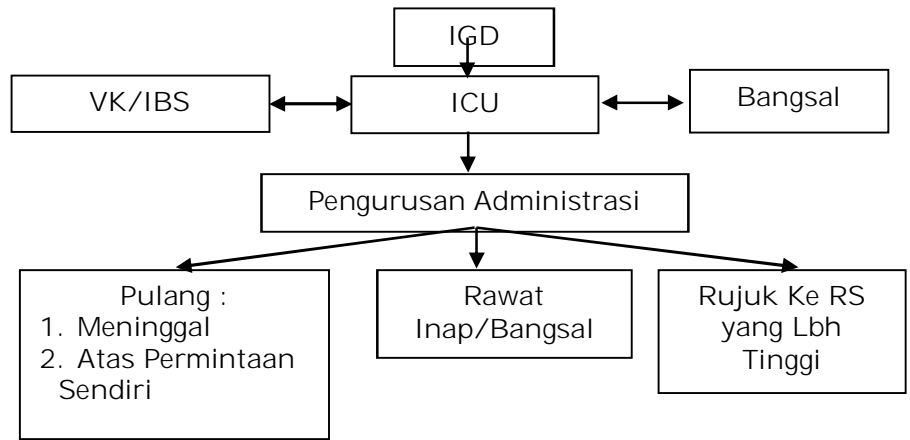 IGD
VK/IBS
ICU
Bangsal
Pengurusan Administrasi
Pulang :
1. Meninggal
2. Atas Permintaan
Sendiri
Rawat
Inap/Bangsal
Rujuk Ke RS
yang Lbh
Tinggi